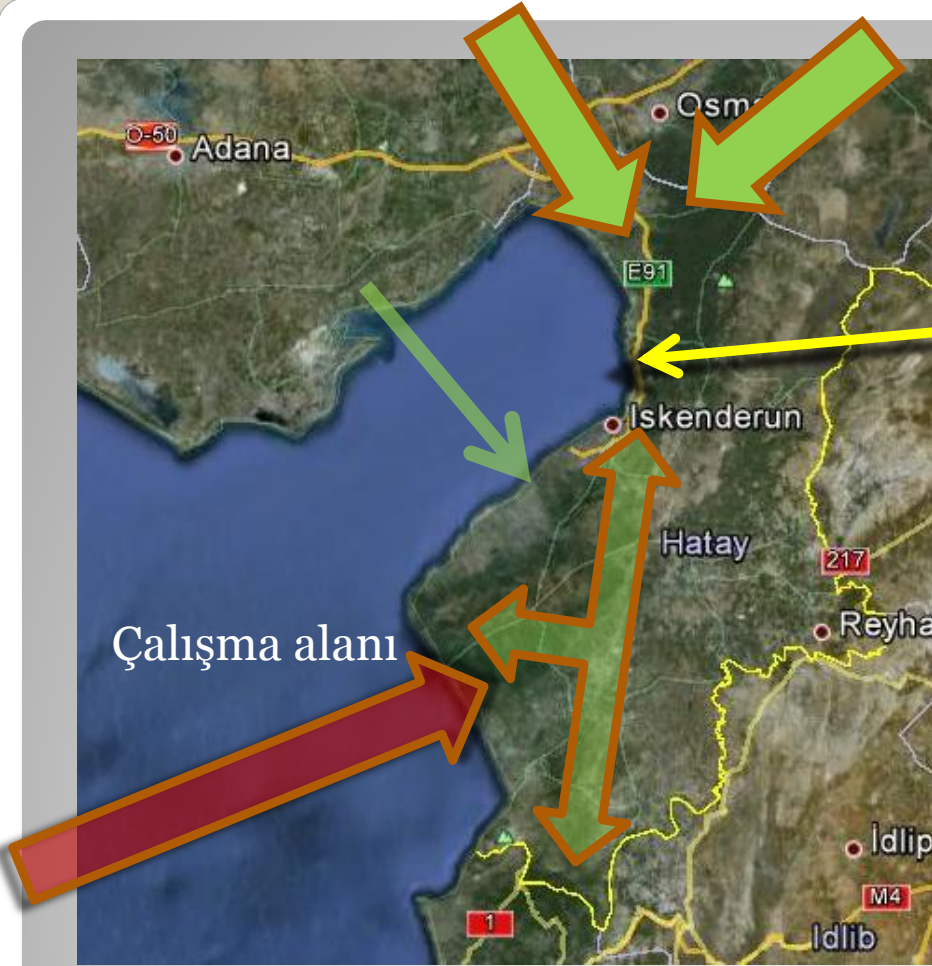 Osm
O-50
Adana
E91
Iskenderun
Hatay
217
Reyha
Çalışma alanı
İdlip
M4
1
Idlib